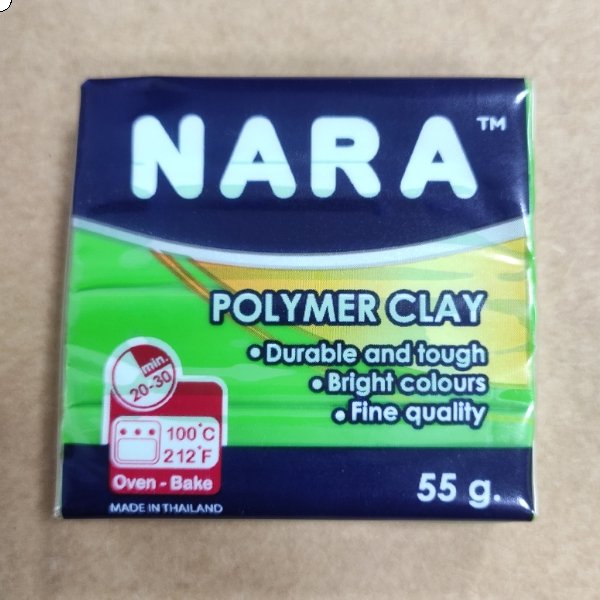 NARA™
POLYMER CLAY
• Durable and tough
• Bright colours
• Fine quality
min.
20-30
100°C
212°F
Oven - Bake
55 g.
MADE IN THAILAND